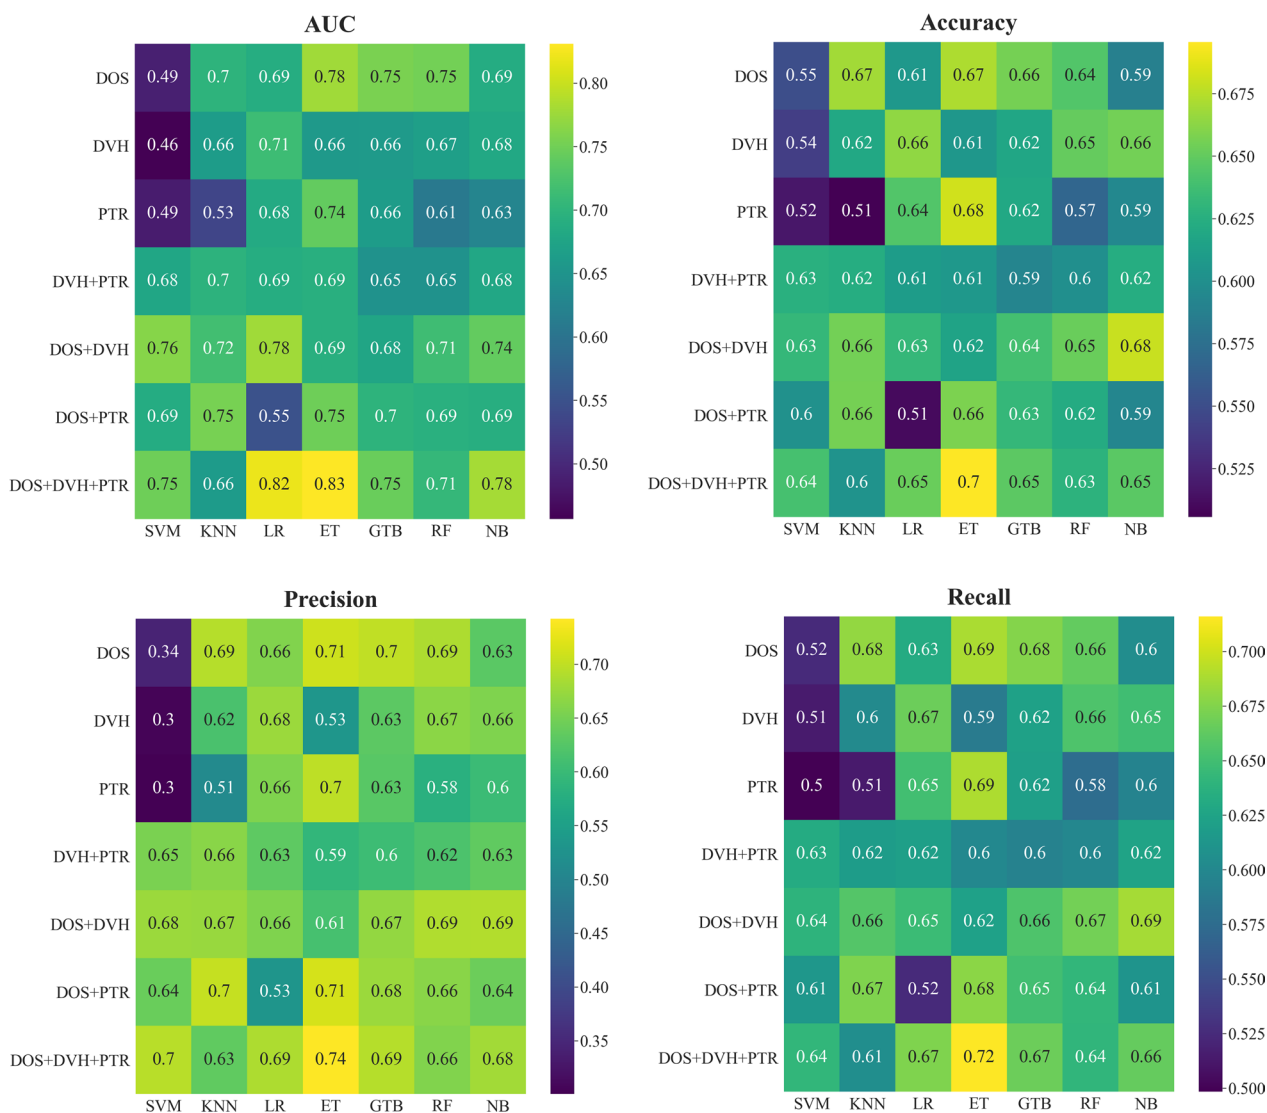 AUC
DOS 0.49 0.7 0.69 0.78 0.75 0.75 0.69
DVH 0.46 0.66 0.71 0.66 0.66 0.67 0.68
PTR 0.49 0.53 0.68 0.74 0.66 0.61 0.63
DVH+PTR 0.68 0.7 0.69 0.69 0.65 0.65 0.68
DOS+DVH 0.76 0.72 0.78 0.69 0.68 0.71 0.74
DOS+PTR 0.69 0.75 0.55 0.75 0.7 0.69 0.69
DOS+DVH+PTR 0.75 0.66 0.82 0.83 0.75 0.71 0.78
SVM KNN LR ET GTB RF NB
0.80
0.75
0.70
0.65
0.60
0.55
0.50
Accuracy
DOS 0.55 0.67 0.61 0.67 0.66 0.64 0.59
DVH 0.54 0.62 0.66 0.61 0.62 0.65 0.66
PTR 0.52 0.51 0.64 0.68 0.62 0.57 0.59
DVH+PTR 0.63 0.62 0.61 0.61 0.59 0.6 0.62
DOS+DVH 0.63 0.66 0.63 0.62 0.64 0.65 0.68
DOS+PTR 0.6 0.66 0.51 0.66 0.63 0.62 0.59
DOS+DVH+PTR 0.64 0.6 0.65 0.7 0.65 0.63 0.65
SVM KNN LR ET GTB RF NB
0.675
0.650
0.625
0.600
0.575
0.550
0.525
Precision
DOS 0.34 0.69 0.66 0.71 0.7 0.69 0.63
DVH 0.3 0.62 0.68 0.53 0.63 0.67 0.66
PTR 0.3 0.51 0.66 0.7 0.63 0.58 0.6
DVH+PTR 0.65 0.66 0.63 0.59 0.6 0.62 0.63
DOS+DVH 0.68 0.67 0.66 0.61 0.67 0.69 0.69
DOS+PTR 0.64 0.7 0.53 0.71 0.68 0.66 0.64
DOS+DVH+PTR 0.7 0.63 0.69 0.74 0.69 0.66 0.68
SVM KNN LR ET GTB RF NB
0.70
0.65
0.60
0.55
0.50
0.45
0.40
0.35
Recall
DOS 0.52 0.68 0.63 0.69 0.68 0.66 0.6
DVH 0.51 0.6 0.67 0.59 0.62 0.66 0.65
PTR 0.5 0.51 0.65 0.69 0.62 0.58 0.6
DVH+PTR 0.63 0.62 0.62 0.6 0.6 0.6 0.62
DOS+DVH 0.64 0.66 0.65 0.62 0.66 0.67 0.69
DOS+PTR 0.61 0.67 0.52 0.68 0.65 0.64 0.61
DOS+DVH+PTR 0.64 0.61 0.67 0.72 0.67 0.64 0.66
SVM KNN LR ET GTB RF NB
0.700
0.675
0.650
0.625
0.600
0.575
0.550
0.525
0.500